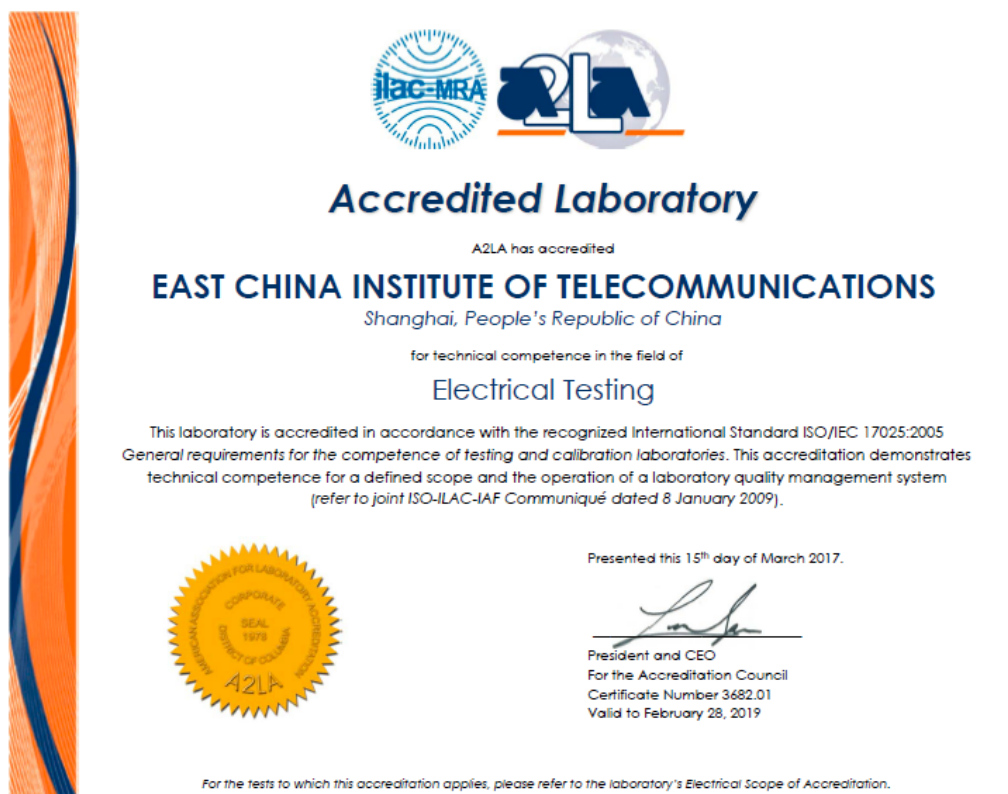 ilac-MRA
A2LA
Accredited Laboratory
A2LA has accredited
EAST CHINA INSTITUTE OF TELECOMMUNICATIONS
Shanghai, People's Republic of China
for technical competence in the field of
Electrical Testing
This laboratory is accredited in accordance with the recognized International Standard ISO/IEC 17025:2005
General requirements for the competence of testing and calibration laboratories. This accreditation demonstrates
technical competence for a defined scope and the operation of a laboratory quality management system
(refer to joint ISO-ILAC-IAF Communiqué dated 8 January 2009).
AMERICAN ASSOCIATION FOR LABORATORY ACCREDITATION
CORPORATE
SEAL
1978
DISTRICT OF COLUMBIA
A2LA
Presented this 15th day of March 2017.
President and CEO
For the Accreditation Council
Certificate Number 3682.01
Valid to February 28, 2019
For the tests to which this accreditation applies, please refer to the laboratory's Electrical Scope of Accreditation.